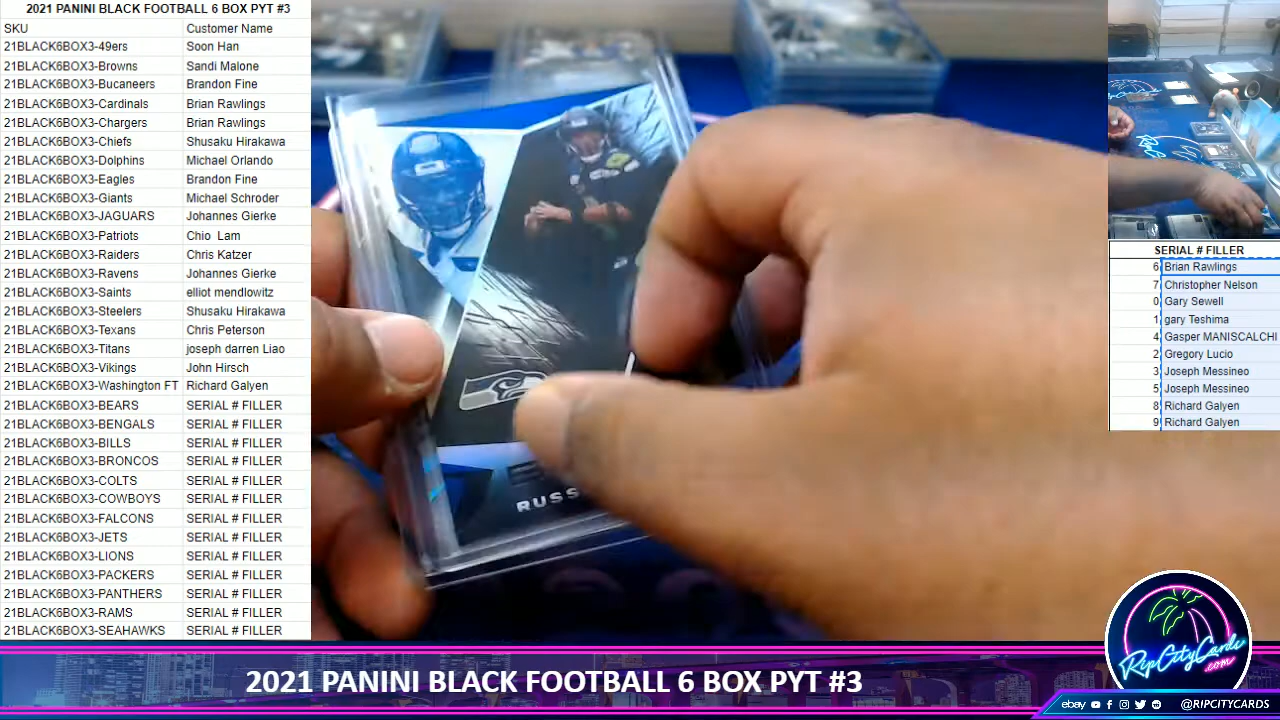 2021 PANINI BLACK FOOTBALL 6 BOX PYT #3
SKU Customer Name
21BLACK6BOX3-49ers Soon Han
21BLACK6BOX3-Browns Sandi Malone
21BLACK6BOX3-Bucaneers Brandon Fine
21BLACK6BOX3-Cardinals Brian Rawlings
21BLACK6BOX3-Chargers Brian Rawlings
21BLACK6BOX3-Chiefs Shusaku Hirakawa
21BLACK6BOX3-Dolphins Michael Orlando
21BLACK6BOX3-Eagles Brandon Fine
21BLACK6BOX3-Giants Michael Schroder
21BLACK6BOX3-JAGUARS Johannes Gierke
21BLACK6BOX3-Patriots Chio Lam
21BLACK6BOX3-Raiders Chris Katzer
21BLACK6BOX3-Ravens Johannes Gierke
21BLACK6BOX3-Saints elliot mendlowitz
21BLACK6BOX3-Steelers Shusaku Hirakawa
21BLACK6BOX3-Texans Chris Peterson
21BLACK6BOX3-Titans joseph darren Liao
21BLACK6BOX3-Vikings John Hirsch
21BLACK6BOX3-Washington FT Richard Galyen
21BLACK6BOX3-BEARS SERIAL # FILLER
21BLACK6BOX3-BENGALS SERIAL # FILLER
21BLACK6BOX3-BILLS SERIAL # FILLER
21BLACK6BOX3-BRONCOS SERIAL # FILLER
21BLACK6BOX3-COLTS SERIAL # FILLER
21BLACK6BOX3-COWBOYS SERIAL # FILLER
21BLACK6BOX3-FALCONS SERIAL # FILLER
21BLACK6BOX3-JETS SERIAL # FILLER
21BLACK6BOX3-LIONS SERIAL # FILLER
21BLACK6BOX3-PACKERS SERIAL # FILLER
21BLACK6BOX3-PANTHERS SERIAL # FILLER
21BLACK6BOX3-RAMS SERIAL # FILLER
21BLACK6BOX3-SEAHAWKS SERIAL # FILLER
RUSS
SERIAL # FILLER
6 Brian Rawlings
7 Christopher Nelson
0 Gary Sewell
1 gary Teshima
4 Gasper MANISCALCHI
2 Gregory Lucio
3 Joseph Messineo
5 Joseph Messineo
8 Richard Galyen
9 Richard Galyen
RipCityCards
.com
2021 PANINI BLACK FOOTBALL 6 BOX PYT #3
ebay @RIPCITYCARDS